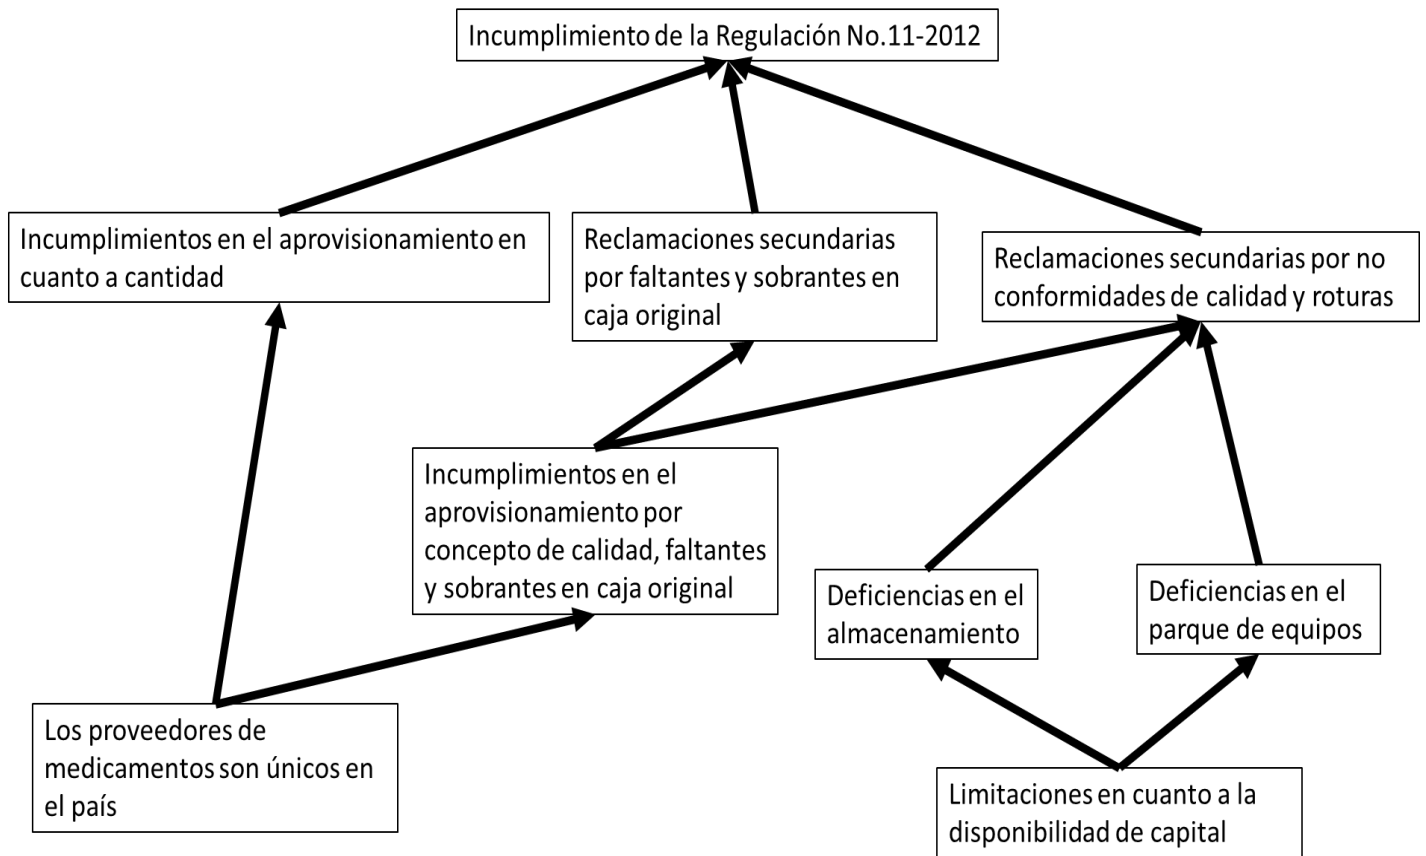 Incumplimiento de la Regulación No.11-2012
Incumplimientos en el aprovisionamiento en
cuanto a cantidad
Reclamaciones secundarias
por faltantes y sobrantes en
caja original
Reclamaciones secundarias por no
conformidades de calidad y roturas
Incumplimientos en el
aprovisionamiento por
concepto de calidad, faltantes
y sobrantes en caja original
Deficiencias en el
almacenamiento
Deficiencias en el
parque de equipos
Los proveedores de
medicamentos son únicos en
el país
Limitaciones en cuanto a la
disponibilidad de capital